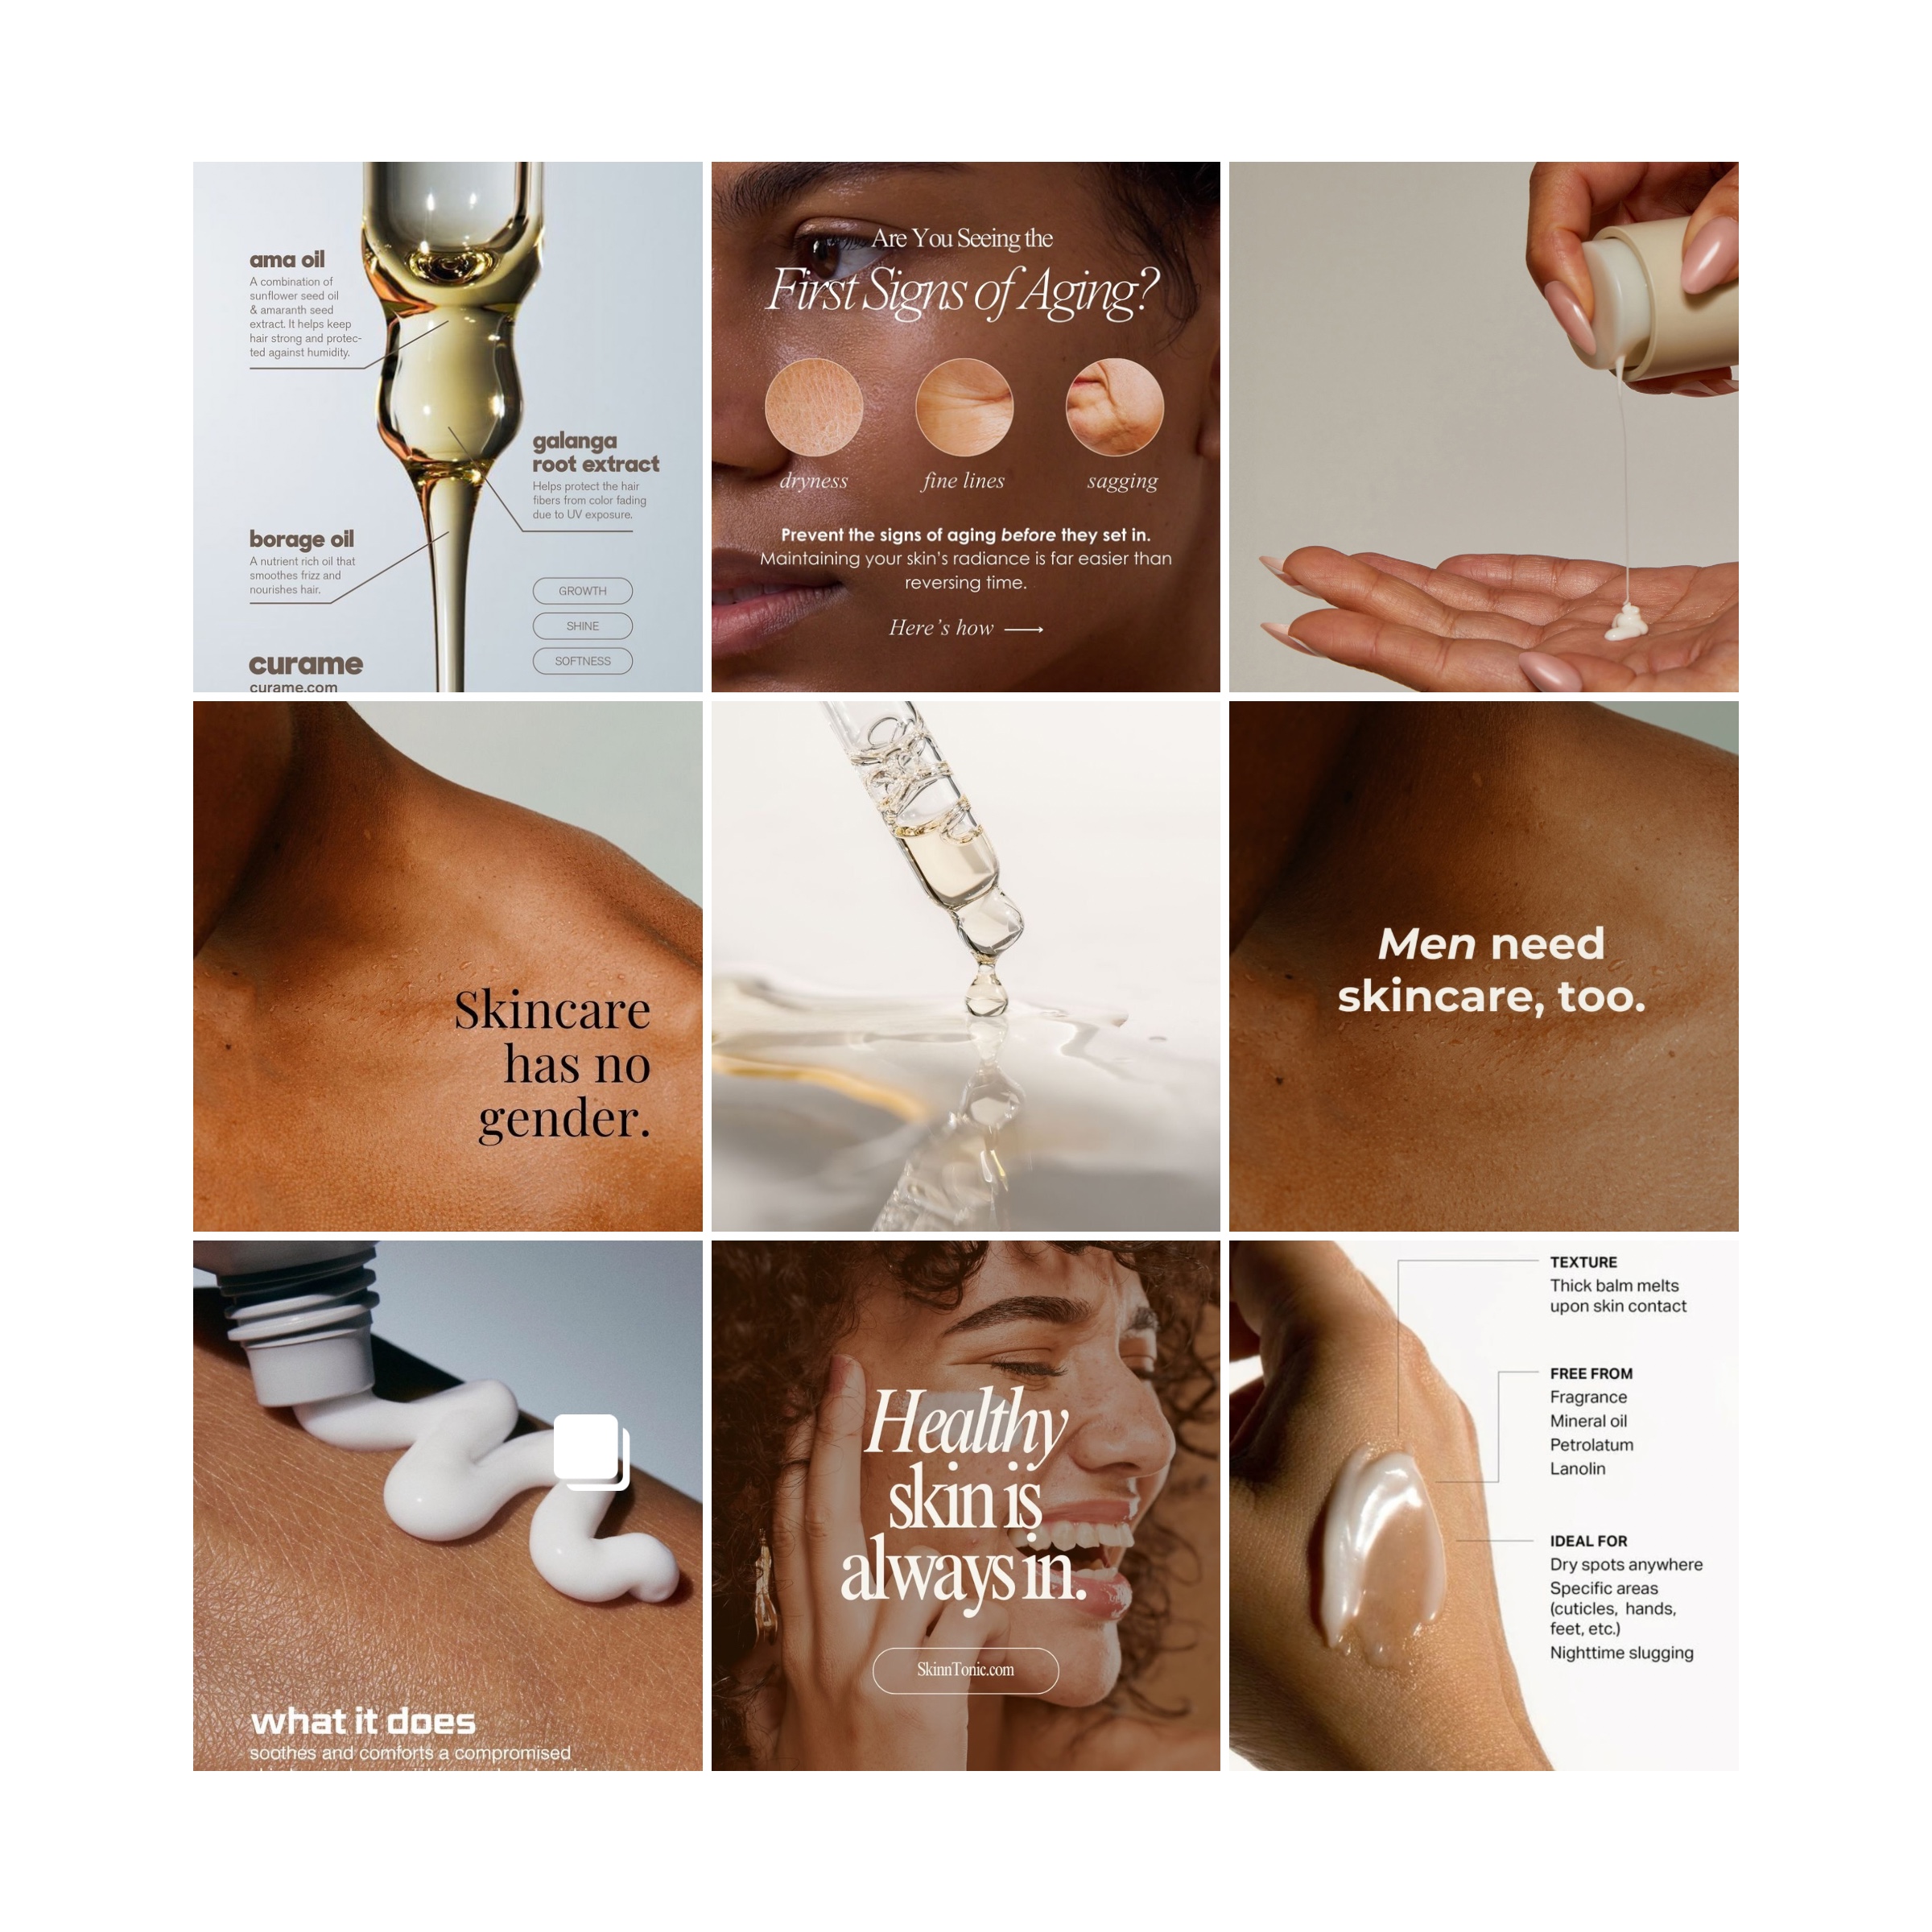 ama oil
A combination of
sunflower seed oil
& amaranth seed
extract. It helps keep
hair strong and protec-
ted against humidity.
galanga
root extract
Helps protect the hair
fibers from color fading
due to UV exposure.
borage oil
A nutrient rich oil that
smoothes frizz and
nourishes hair.
GROWTH
SHINE
SOFTNESS
curame
curame.com
Are You Seeing the
First Signs of Aging?
dryness
fine lines
sagging
Prevent the signs of aging before they set in.
Maintaining your skin's radiance is far easier than
reversing time.
Here's how
Skincare
has no
gender.
Men need
skincare, too.
what it does
soothes and comforts a compromised
Healthy
skin is
always in.
SkinnTonic.com
TEXTURE
Thick balm melts
upon skin contact
FREE FROM
Fragrance
Mineral oil
Petrolatum
Lanolin
IDEAL FOR
Dry spots anywhere
Specific areas
(cuticles, hands,
feet, etc.)
Nighttime slugging